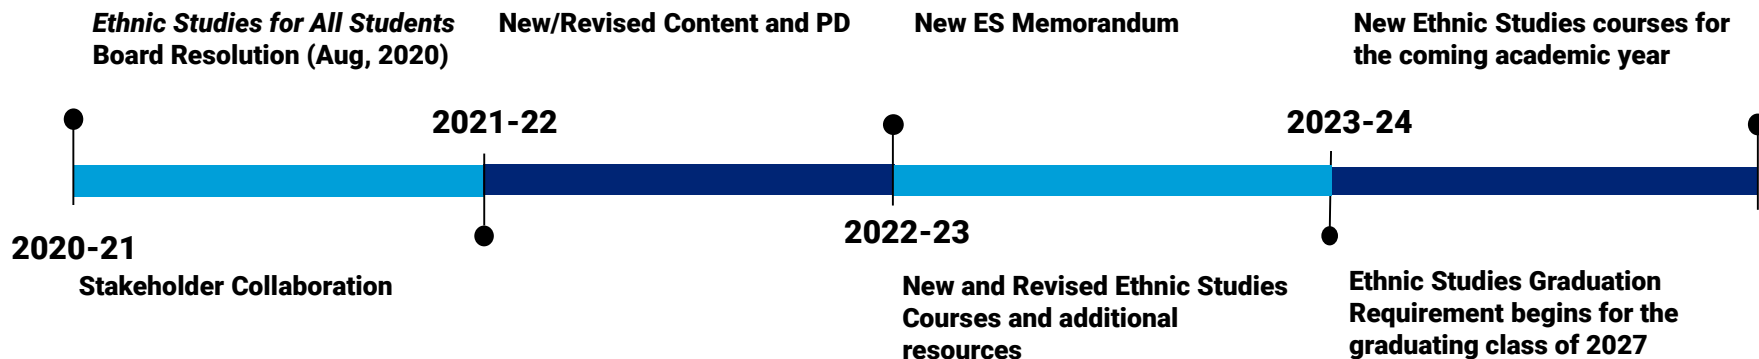 Ethnic Studies for All Students
Board Resolution (Aug, 2020)
New/Revised Content and PD
New ES Memorandum
New Ethnic Studies courses for
the coming academic year
2021-22
2023-24
2020-21
2022-23
Stakeholder Collaboration
New and Revised Ethnic Studies
Courses and additional
resources
Ethnic Studies Graduation
Requirement begins for the
graduating class of 2027